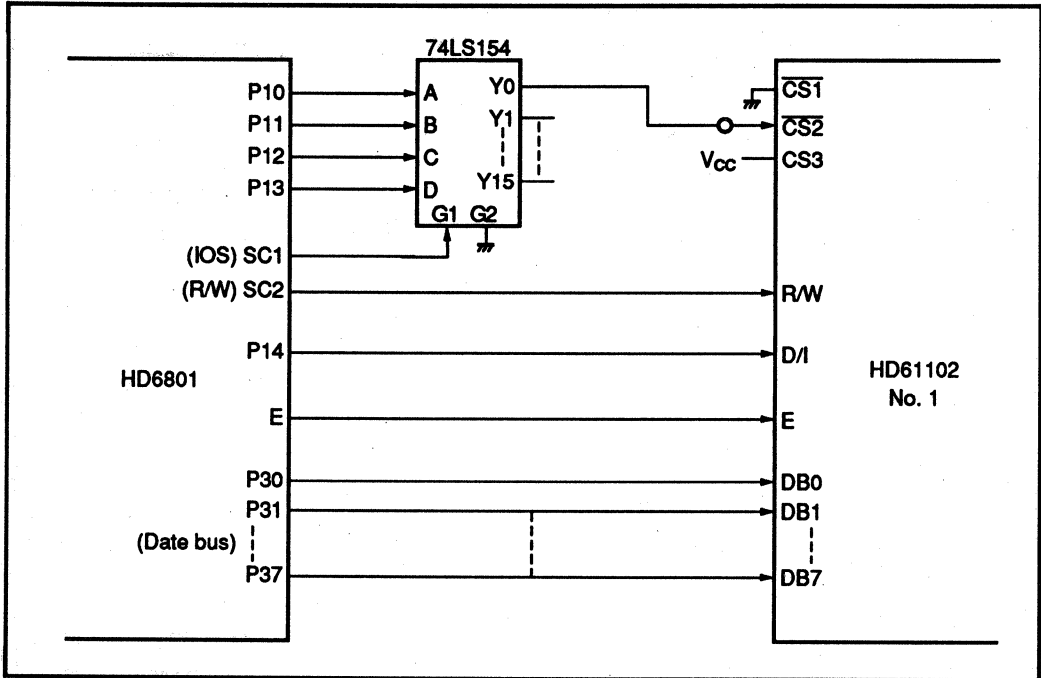 74LS154
P10
P11
P12
P13
A
B
C
D
Y0
Y1
Y15
G1 G2
CS1
CS2
VCC
CS3
(IOS) SC1
(R/W) SC2
R/W
P14
D/I
HD6801
HD61102
No. 1
E
E
P30
DB0
P31
DB1
(Date bus)
P37
DB7